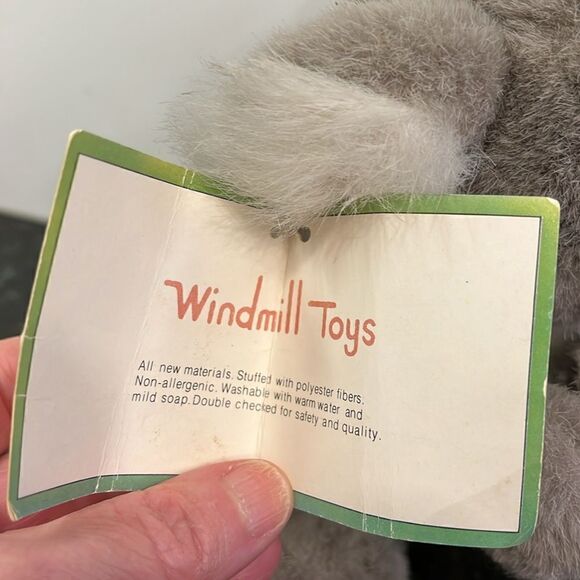 Windmill Toys
All new materials. Stuffed with polyester fibers.
Non-allergenic. Washable with warm water and
mild soap. Double checked for safety and quality.